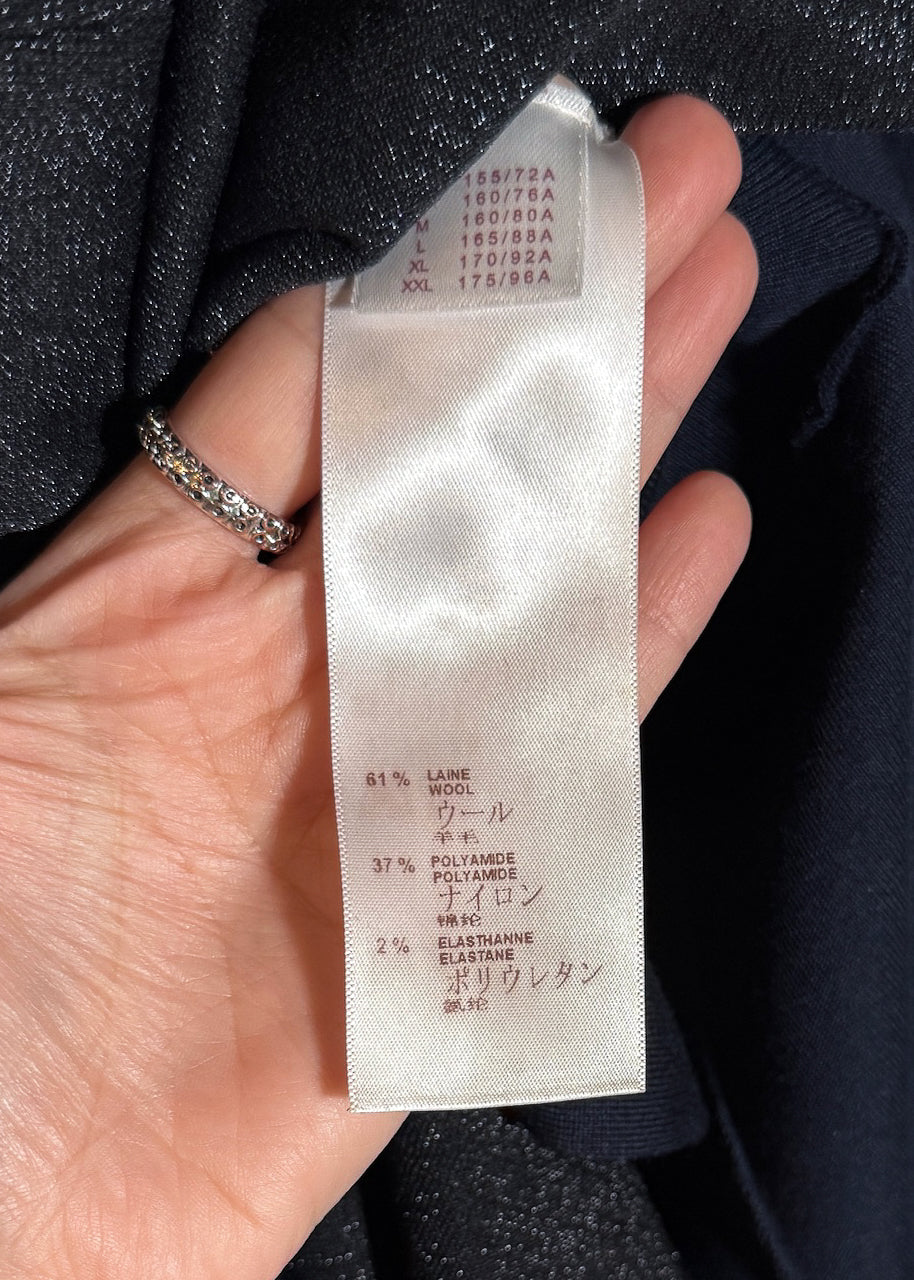 155/72A
160/76A
M 160/80A
L 165/88A
XL 170/92A
XXL 175/96A
61 % LAINE
WOOL
ウール
羊毛
37 % POLYAMIDE
POLYAMIDE
ナイロン
锦纶
2 % ELASTHANNE
ELASTANE
ポリウレタン
氨纶